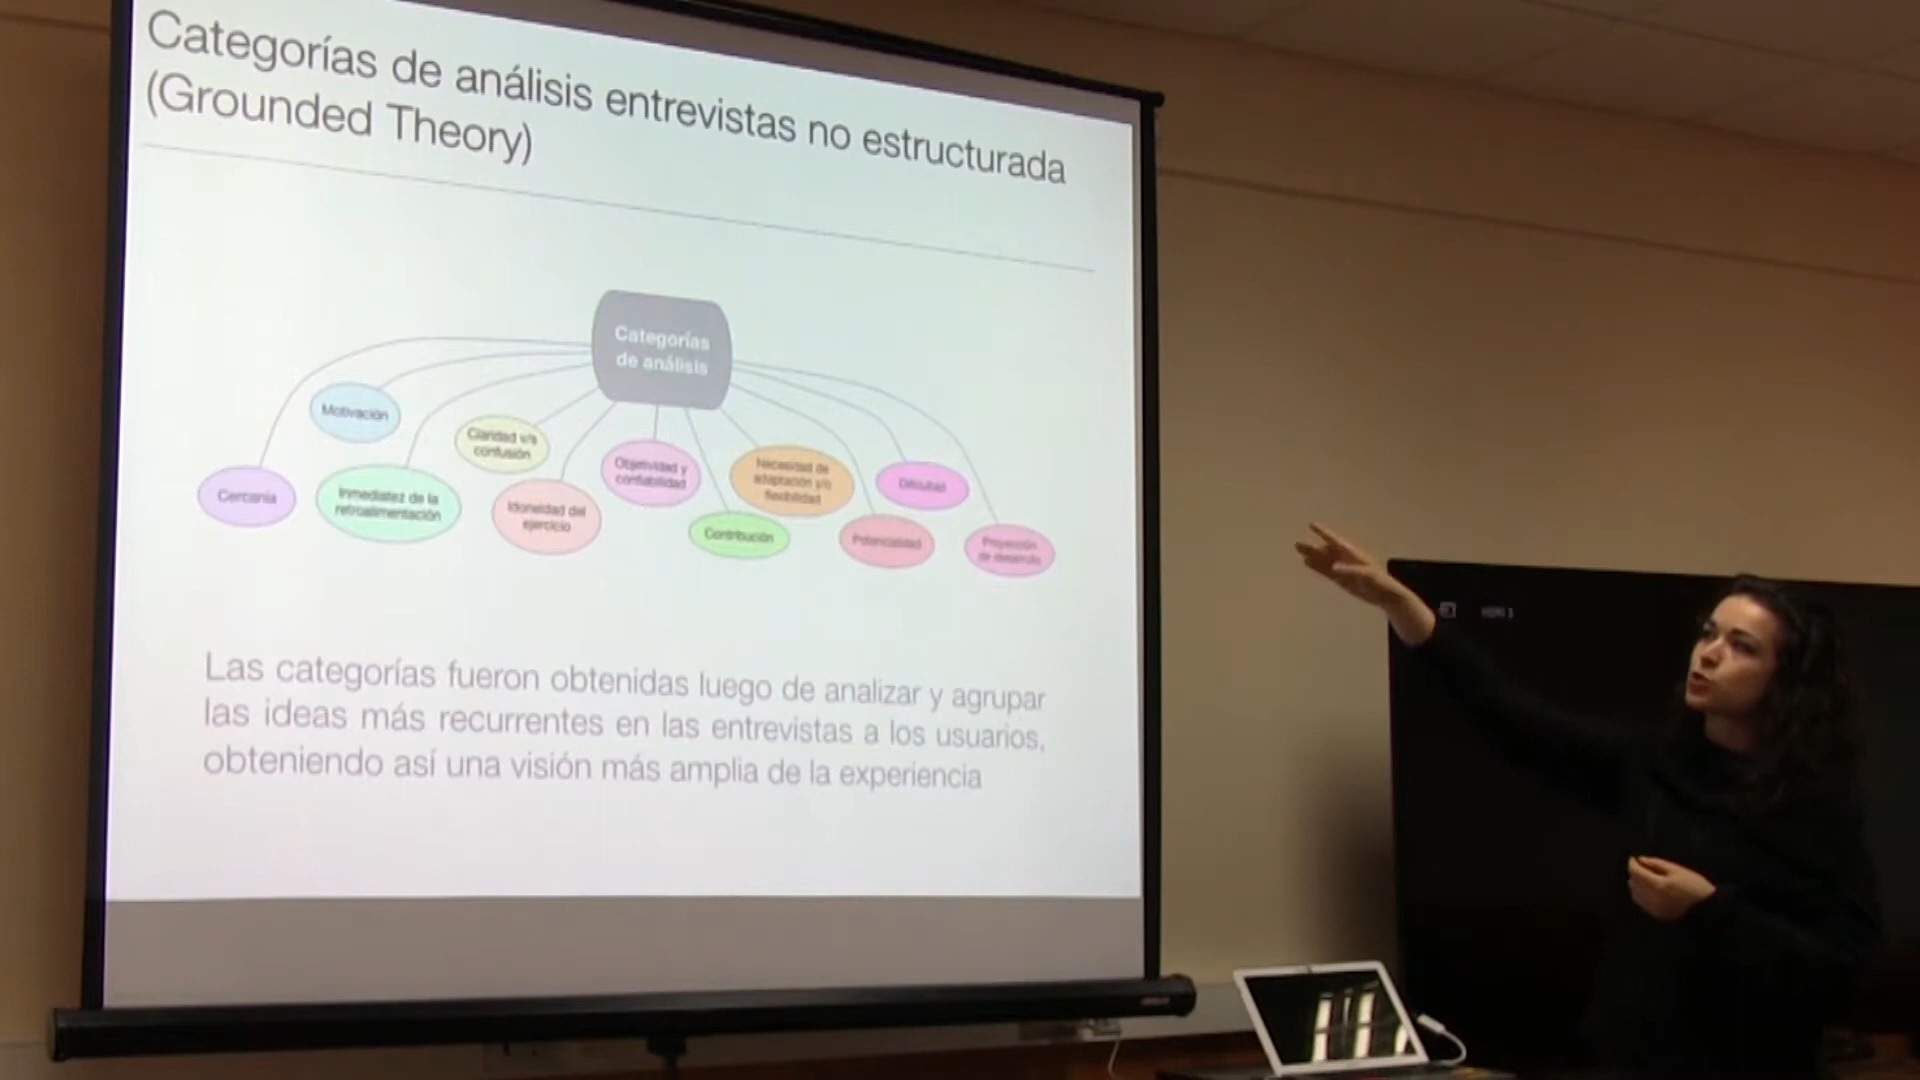 Categorías de análisis entrevistas no estructurada
(Grounded Theory)
Categorías
de análisis
Motivación
Cercanía
Inmediatez de la
retroalimentación
Claridad v/s
confusión
Idoneidad del
ejercicio
Objetividad y
confiabilidad
Contribución
Necesidad de
adaptación y/o
flexibilidad
Potencialidad
Dificultad
Proyección
de desarrollo
Las categorías fueron obtenidas luego de analizar y agrupar
las ideas más recurrentes en las entrevistas a los usuarios,
obteniendo así una visión más amplia de la experiencia